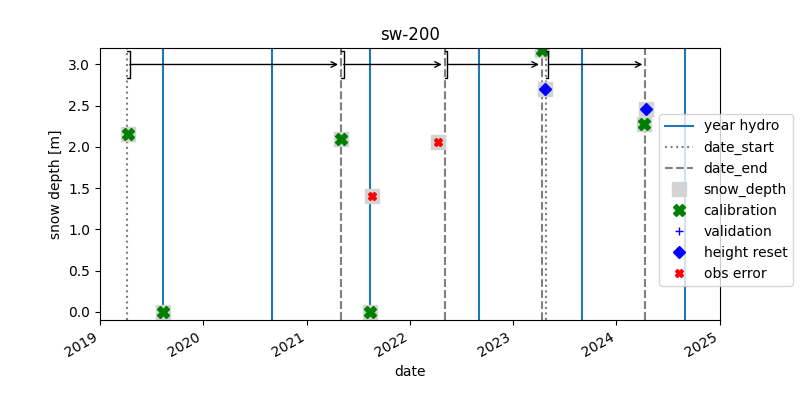 sw-200
3.0
2.5
2.0
1.5
1.0
0.5
0.0
snow depth [m]
2019
2020
2021
2022
2023
2024
2025
date
year hydro
date_start
date_end
snow_depth
calibration
validation
height reset
obs error